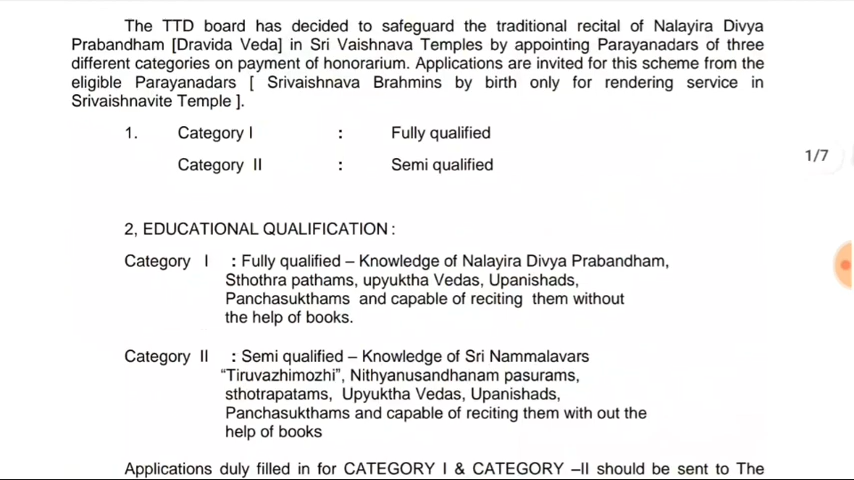 The TTD board has decided to safeguard the traditional recital of Nalayira Divya
Prabandham [Dravida Veda] in Sri Vaishnava Temples by appointing Parayanadars of three
different categories on payment of honorarium. Applications are invited for this scheme from the
eligible Parayanadars [ Srivaishnava Brahmins by birth only for rendering service in
Srivaishnavite Temple ].
1. Category I : Fully qualified
1/7
Category II : Semi qualified
2, EDUCATIONAL QUALIFICATION :
Category I : Fully qualified – Knowledge of Nalayira Divya Prabandham,
Sthothra pathams, upyuktha Vedas, Upanishads,
Panchasukthams and capable of reciting them without
the help of books.
Category II : Semi qualified – Knowledge of Sri Nammalavars
“Tiruvazhimozhi”, Nithyanusandhanam pasurams,
sthotrapatams, Upyuktha Vedas, Upanishads,
Panchasukthams and capable of reciting them with out the
help of books
Applications duly filled in for CATEGORY I & CATEGORY –II should be sent to The